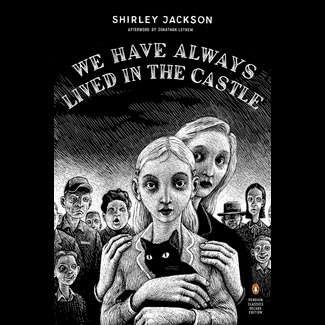 SHIRLEY JACKSON
AFTERWORD BY JONATHAN LETHEM
WE HAVE ALWAYS
LIVED IN THE CASTLE
PENGUIN
CLASSICS
DELUXE
EDITION